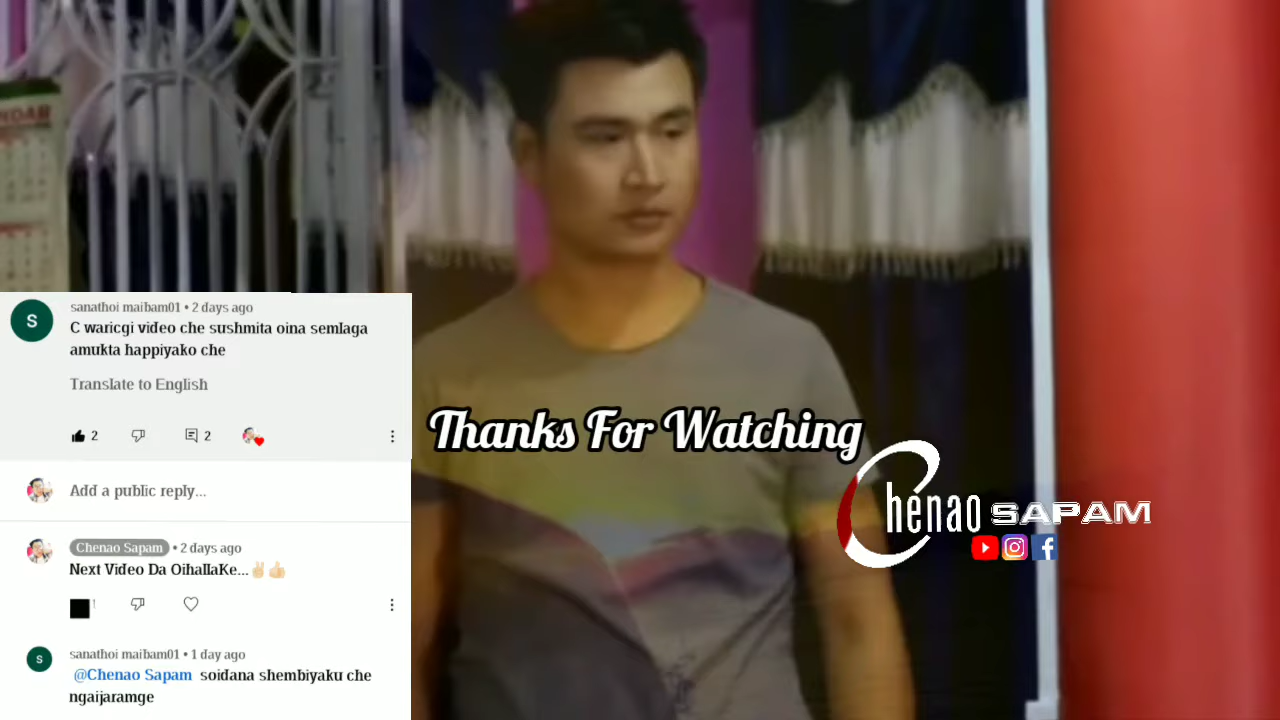 NDAR
sanathoi maibam01 • 2 days ago
C waricgi video che sushmita oina semlaga
amukta happiyako che
Translate to English
2
2
Add a public reply...
Chenao Sapam • 2 days ago
Next Video Da OihallaKe...✌🏻👍🏻
sanathoi maibam01 • 1 day ago
@Chenao Sapam soidana shembiyaku che
ngaijaramge
S
S
Thanks For Watching
Chenao SAPAM